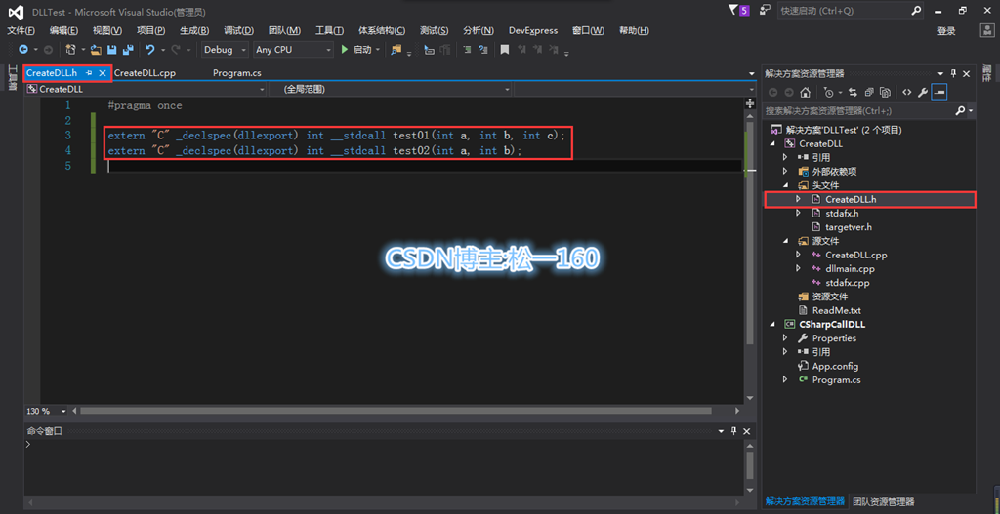 DLLTest - Microsoft Visual Studio(管理员)
5
快速启动 (Ctrl+Q)
文件(F) 编辑(E) 视图(V) 项目(P) 生成(B) 调试(D) 团队(M) 工具(T) 体系结构(C) 测试(S) 分析(N) DevExpress 窗口(W) 帮助(H)
登录
Debug Any CPU 启动
工具箱
CreateDLL.h CreateDLL.cpp Program.cs
CreateDLL (全局范围)
1 #pragma once
2
3 extern "C" _declspec(dllexport) int __stdcall test01(int a, int b, int c);
4 extern "C" _declspec(dllexport) int __stdcall test02(int a, int b);
5
CSDN博主:松一160
130 %
命令窗口
>
解决方案资源管理器
搜索解决方案资源管理器(Ctrl+;)
解决方案"DLLTest" (2 个项目)
CreateDLL
引用
外部依赖项
头文件
CreateDLL.h
stdafx.h
targetver.h
源文件
CreateDLL.cpp
dllmain.cpp
stdafx.cpp
资源文件
ReadMe.txt
CSharpCallDLL
Properties
引用
App.config
Program.cs
解决方案资源管理器 团队资源管理器
属性